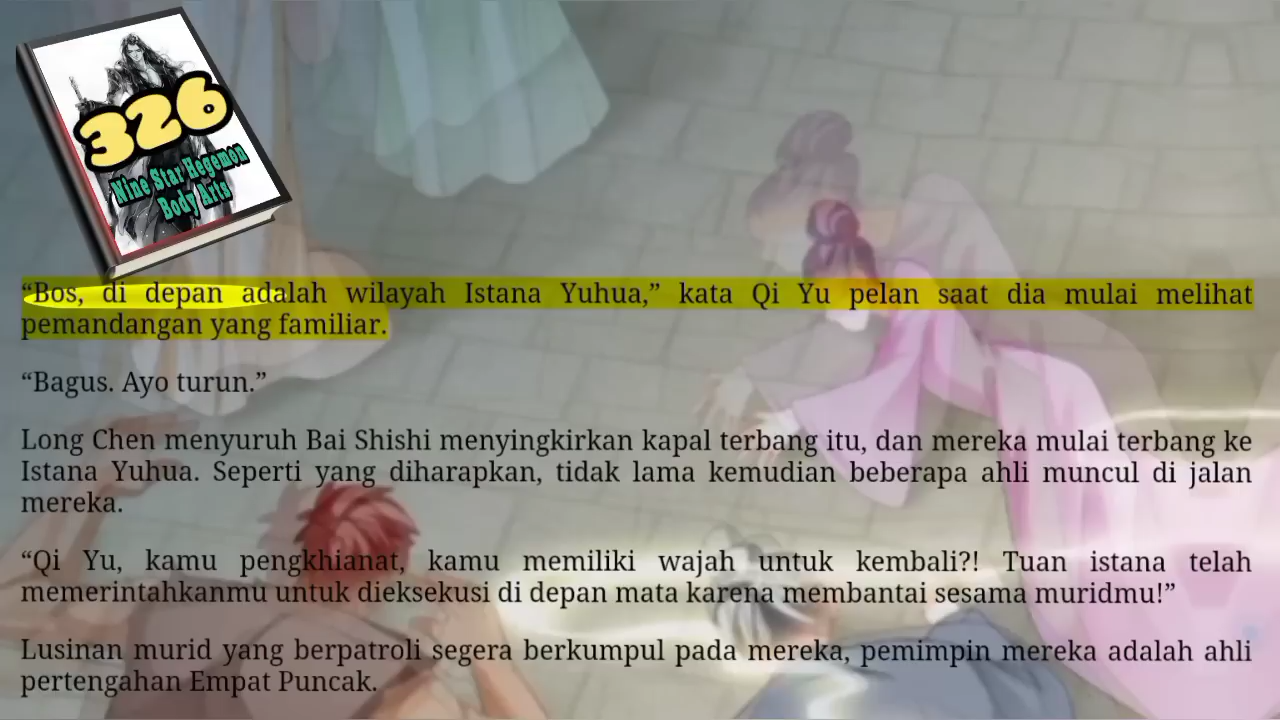 326
Nine Star Hegemon
Body Arts
“Bos, di depan adalah wilayah Istana Yuhua,” kata Qi Yu pelan saat dia mulai melihat
pemandangan yang familiar.
“Bagus. Ayo turun.”
Long Chen menyuruh Bai Shishi menyingkirkan kapal terbang itu, dan mereka mulai terbang ke
Istana Yuhua. Seperti yang diharapkan, tidak lama kemudian beberapa ahli muncul di jalan
mereka.
“Qi Yu, kamu pengkhianat, kamu memiliki wajah untuk kembali?! Tuan istana telah
memerintahkanmu untuk dieksekusi di depan mata karena membantai sesama muridmu!”
Lusinan murid yang berpatroli segera berkumpul pada mereka, pemimpin mereka adalah ahli
pertengahan Empat Puncak.